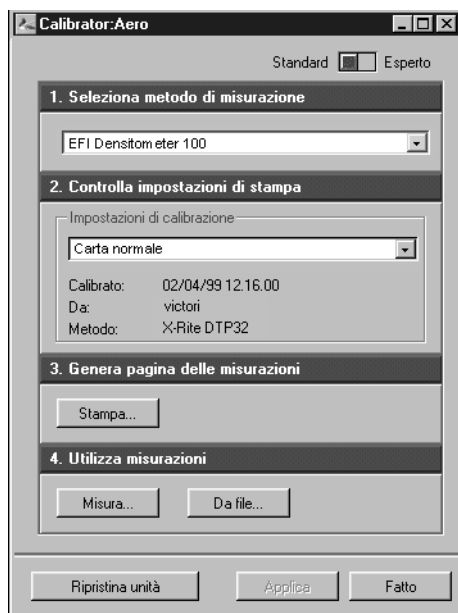 Calibrator:Aero
Standard Esperto
1. Seleziona metodo di misurazione
EFI Densitometer 100
2. Controlla impostazioni di stampa
Impostazioni di calibrazione
Carta normale
Calibrato: 02/04/99 12.16.00
Da: victori
Metodo: X-Rite DTP32
3. Genera pagina delle misurazioni
Stampa...
4. Utilizza misurazioni
Misura... Da file...
Ripristina unità Applica Fatto